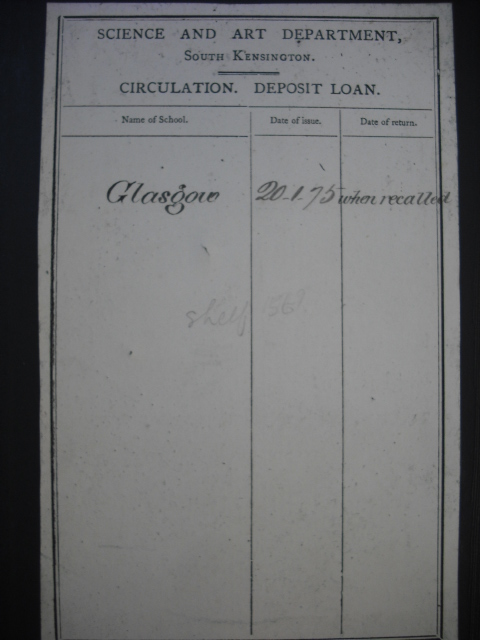 SCIENCE AND ART DEPARTMENT,
SOUTH KENSINGTON.
CIRCULATION. DEPOSIT LOAN.
Name of School. Date of issue. Date of return.
Glasgow 20-1-75 when recalled
Shelf 561